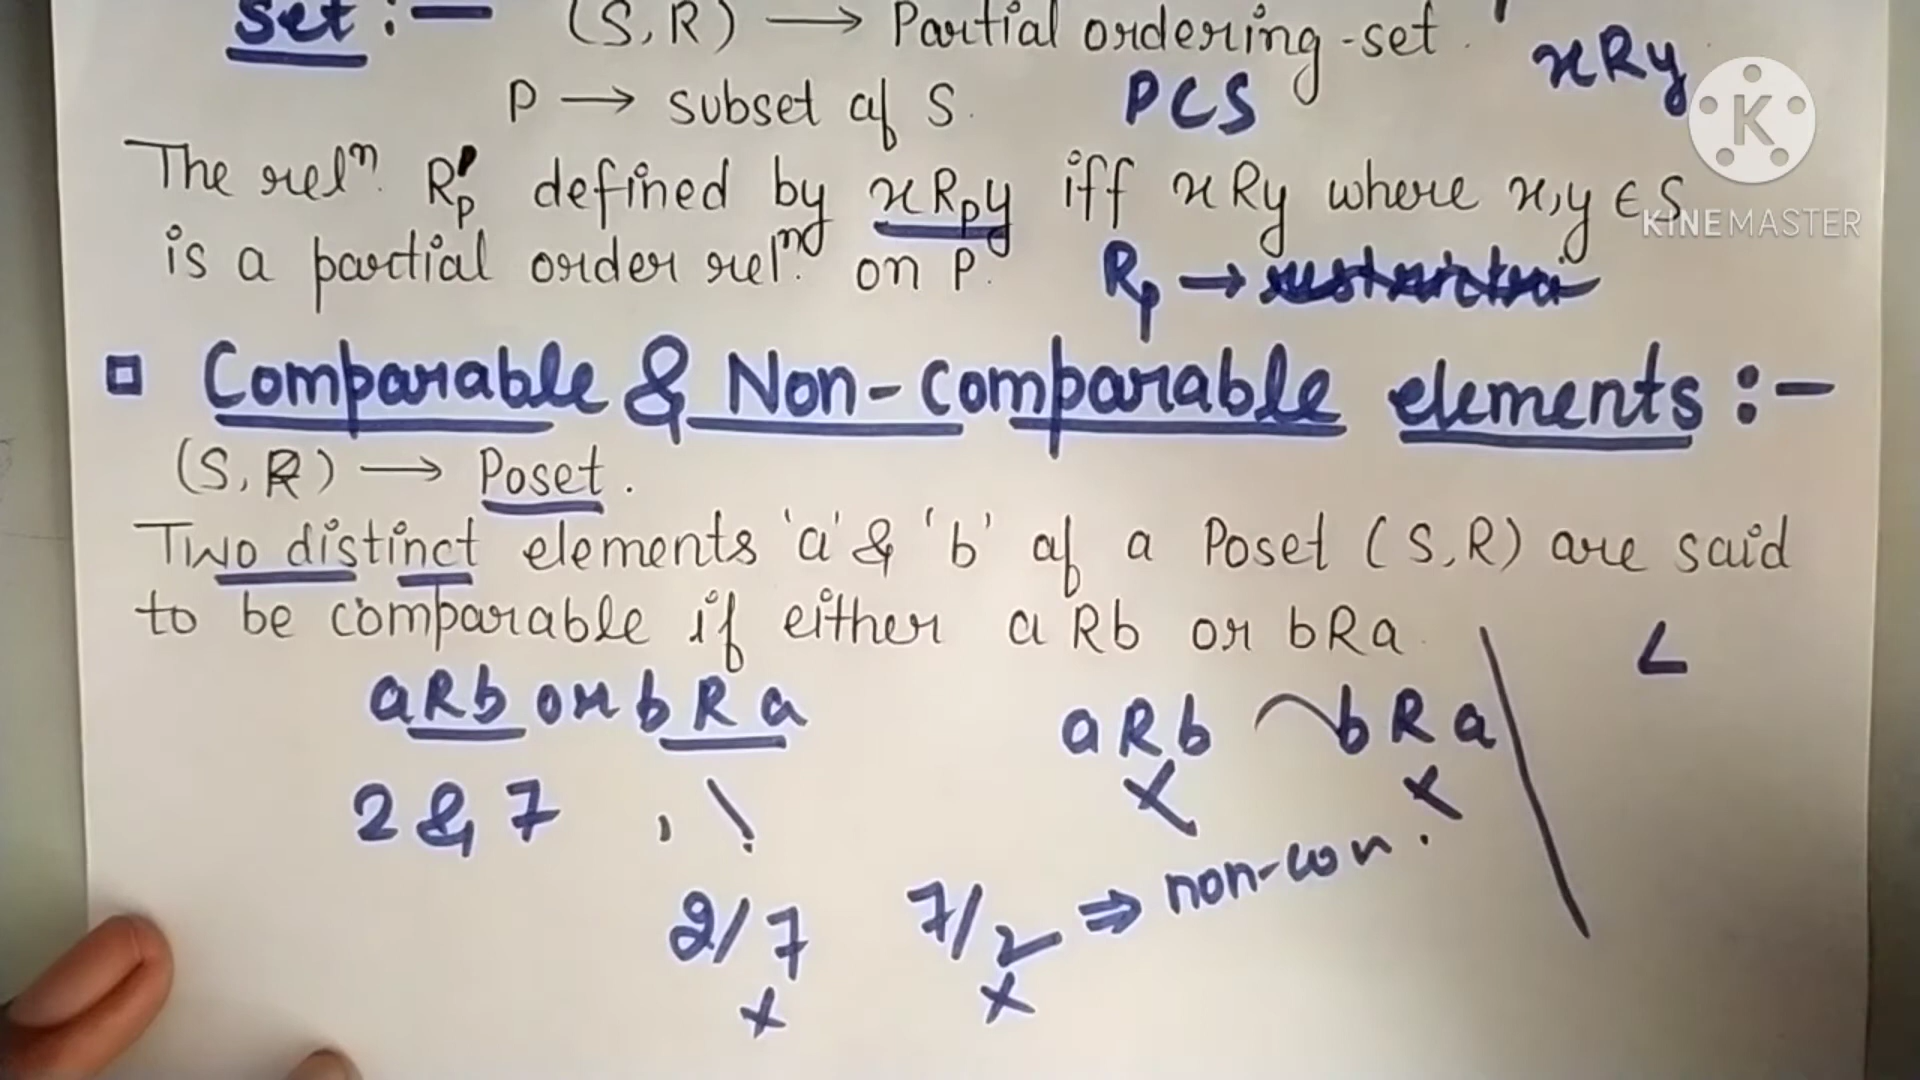 Set :— (S,R) → Partial ordering-set.
xRy
P → subset of S. PCS
The relⁿ. R'p defined by xRpy iff xRy where x,y ∈ S
is a partial order relⁿ. on P. Rp → restriction
K
KINEMASTER
Comparable & Non-Comparable elements :-
(S,R) → Poset.
Two distinct elements 'a' & 'b' of a Poset (S,R) are said
to be comparable if either aRb or bRa.
<
aRb or bRa aRb bRa
x x
2 & 7 , \
2/7 7/2 ⇒ non-com.
x x